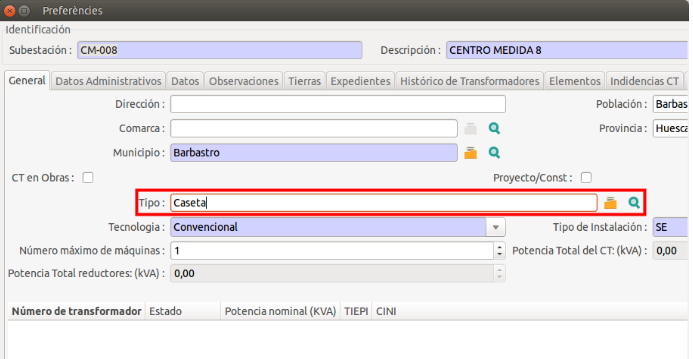 Preferències
Identificación
Subestación : CM-008 Descripción : CENTRO MEDIDA 8
General Datos Administrativos Datos Observaciones Tierras Expedientes Histórico de Transformadores Elementos Inidencias CT
Dirección : Población : Barbas
Comarca : Provincia : Huesca
Municipio : Barbastro
CT en Obras : Proyecto/Const :
Tipo : Caseta
Tecnologia : Convencional Tipo de Instalación : SE
Número máximo de máquinas : 1 Potencia Total del CT: (kVA) : 0,00
Potencia Total reductores: (kVA) : 0,00
Número de transformador Estado Potencia nominal (KVA) TIEPI CINI